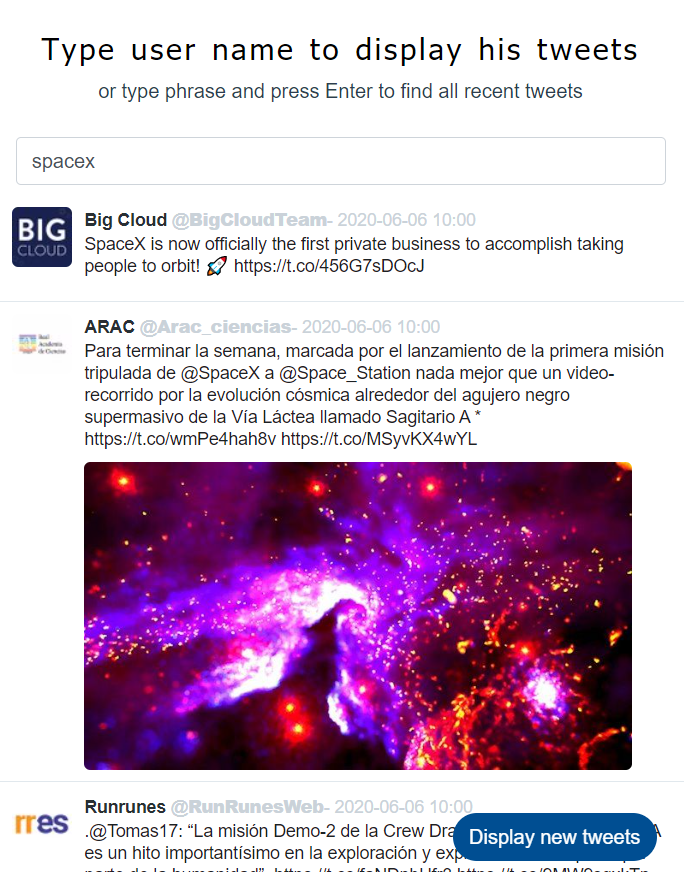 Type user name to display his tweets
or type phrase and press Enter to find all recent tweets
spacex
BIG
CLOUD
Big Cloud @BigCloudTeam- 2020-06-06 10:00
SpaceX is now officially the first private business to accomplish taking
people to orbit! 🚀 https://t.co/456G7sDOcJ
Real
Academia
de Ciencias
ARAC @Arac_ciencias- 2020-06-06 10:00
Para terminar la semana, marcada por el lanzamiento de la primera misión
tripulada de @SpaceX a @Space_Station nada mejor que un video-
recorrido por la evolución cósmica alrededor del agujero negro
supermasivo de la Vía Láctea llamado Sagitario A *
https://t.co/wmPe4hah8v https://t.co/MSyvKX4wYL
rres
Runrunes @RunRunesWeb- 2020-06-06 10:00
.@Tomas17: “La misión Demo-2 de la Crew
es un hito importantísimo en la exploración y
Display new tweets
parte de la humanidad”